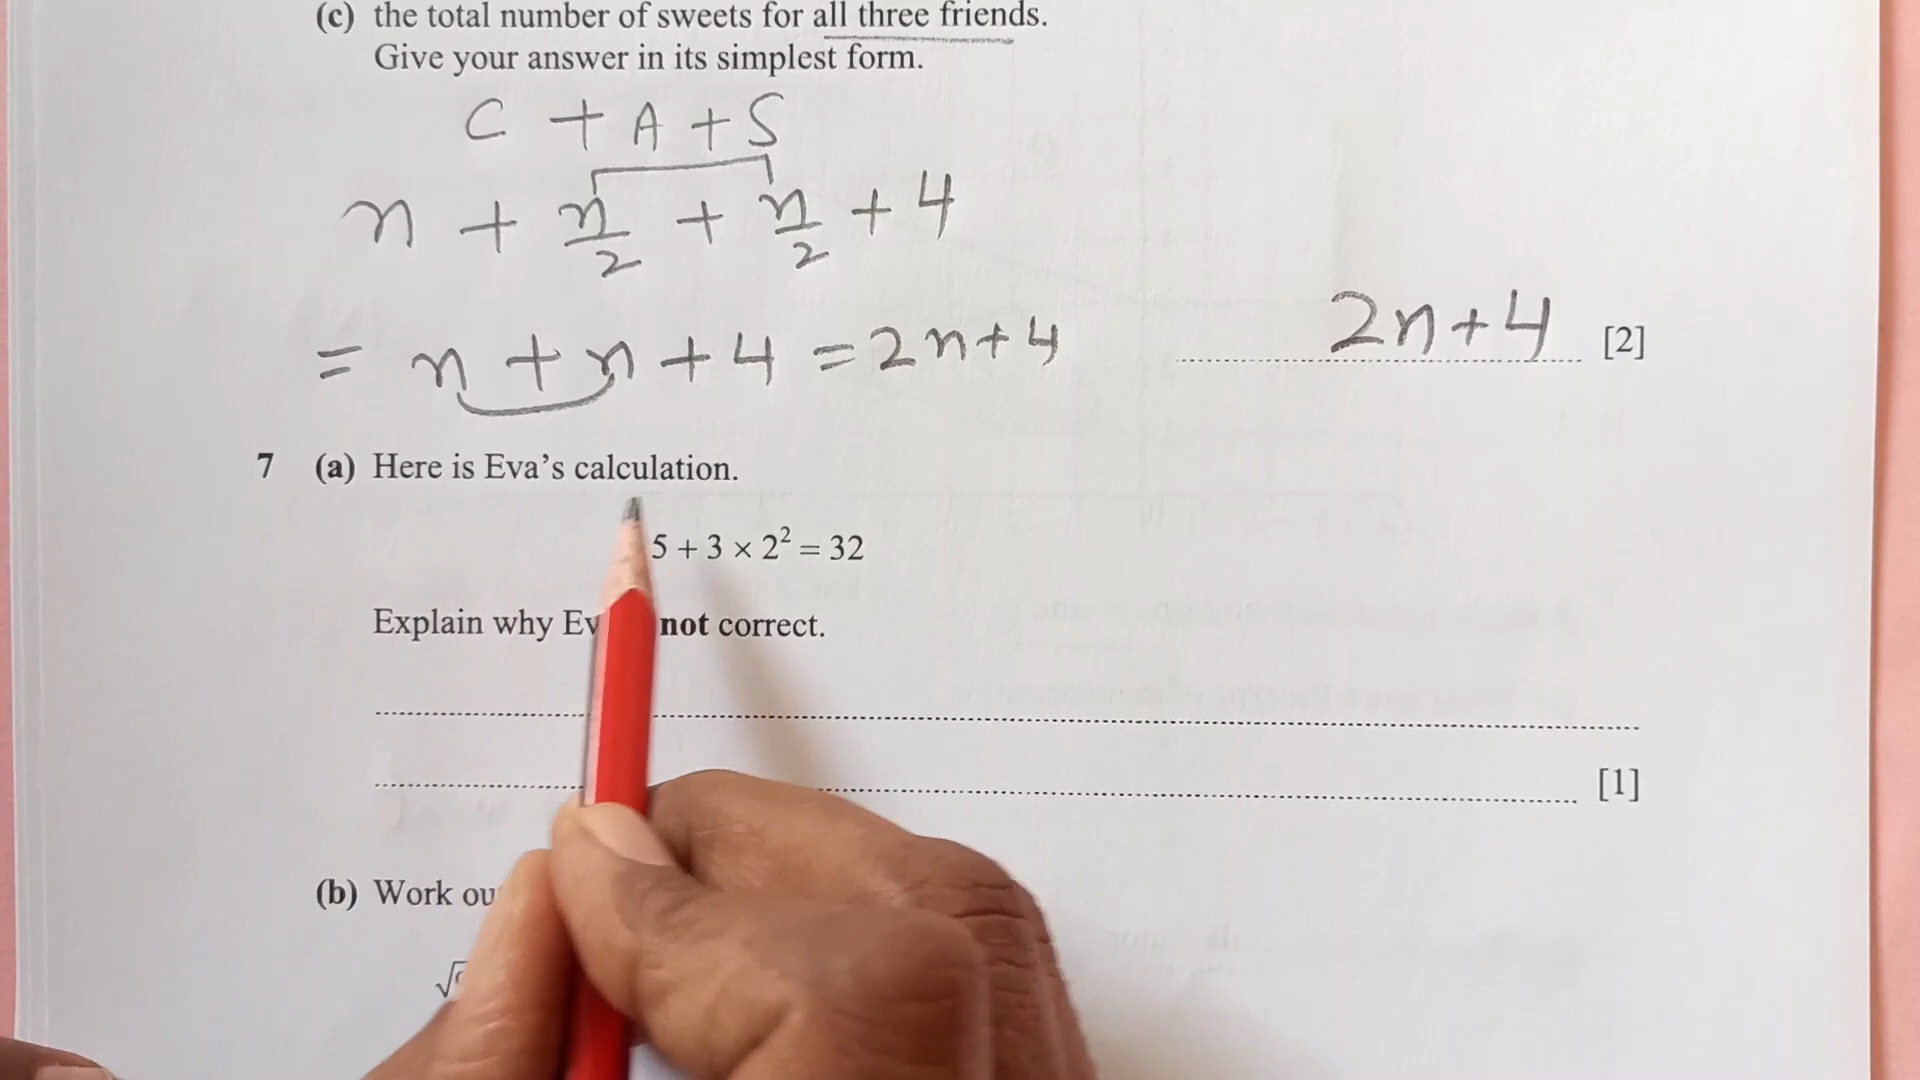 (c) the total number of sweets for all three friends.
Give your answer in its simplest form.
C + A + S
n + n/2 + n/2 + 4
= n + n + 4 = 2n+4
2n+4 [2]
7 (a) Here is Eva's calculation.
5 + 3 × 2² = 32
Explain why not correct.
[1]
(b) Work
√